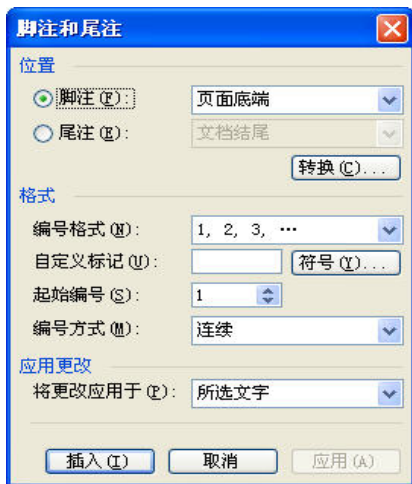 脚注和尾注
位置
脚注(F): 页面底端
尾注(E): 文档结尾
转换(C)...
格式
编号格式(N): 1, 2, 3, …
自定义标记(U): 符号(Y)...
起始编号(S): 1
编号方式(M): 连续
应用更改
将更改应用于(P): 所选文字
插入(I) 取消 应用(A)